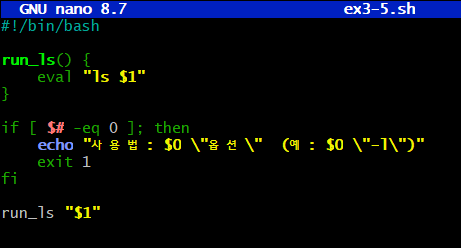 GNU nano 8.7 ex3-5.sh
#!/bin/bash
run_ls() {
    eval "ls $1"
}
if [ $# -eq 0 ]; then
    echo "사용법: $0 \"옵션\"  (예: $0 \"-l\")"
    exit 1
fi
run_ls "$1"